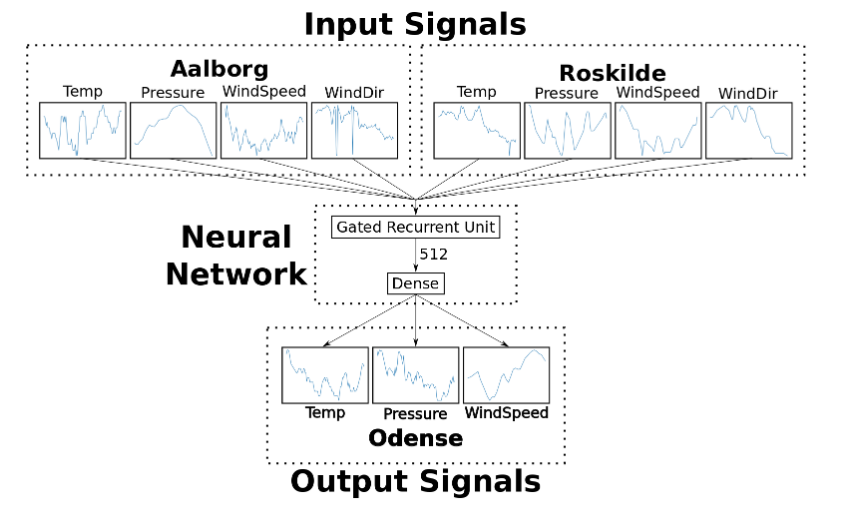 Input Signals
Aalborg
Temp Pressure WindSpeed WindDir
Roskilde
Temp Pressure WindSpeed WindDir
Neural
Network
Gated Recurrent Unit
512
Dense
Temp Pressure WindSpeed
Odense
Output Signals